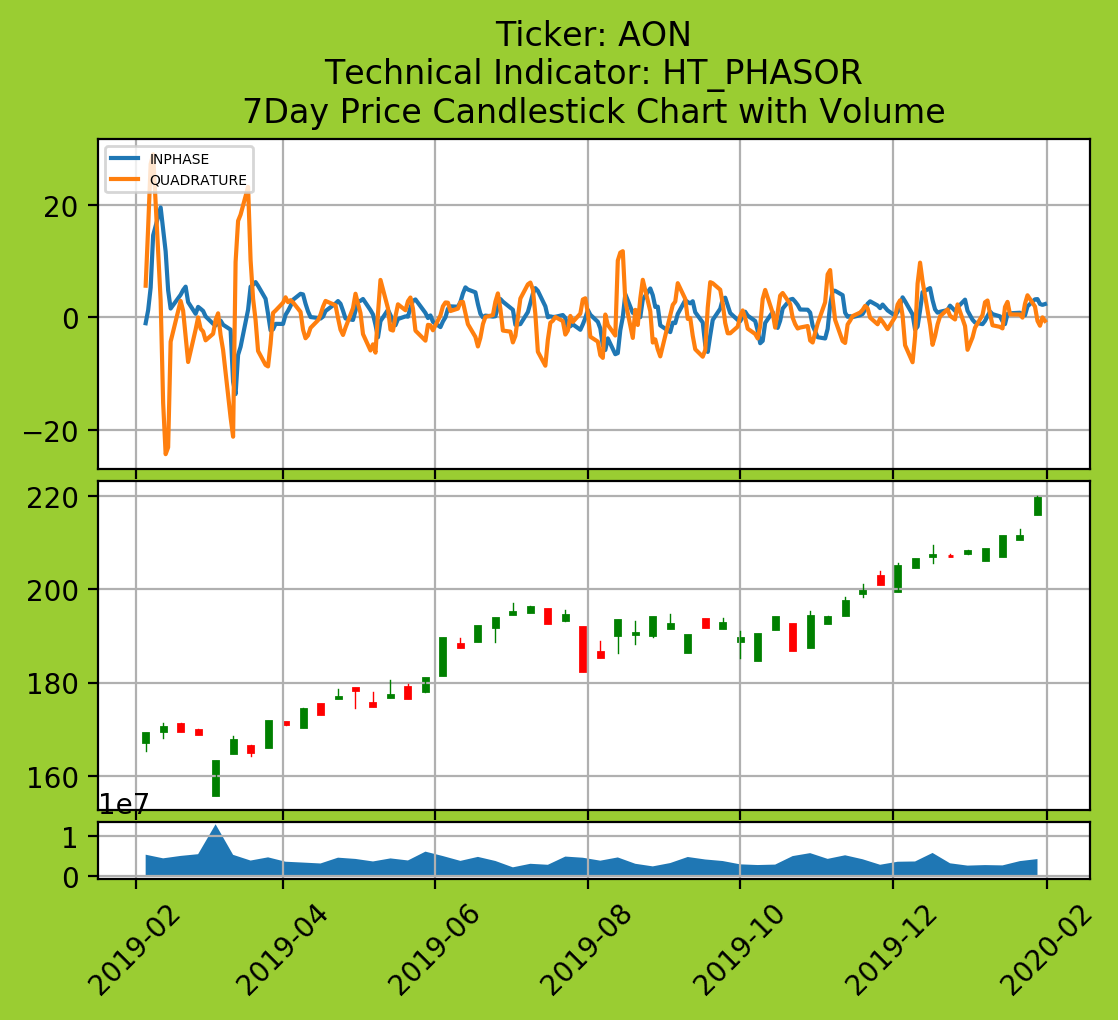 Ticker: AON
Technical Indicator: HT_PHASOR
7Day Price Candlestick Chart with Volume
INPHASE
QUADRATURE
20
0
−20
220
200
180
160
1e7
1
0
2019-02
2019-04
2019-06
2019-08
2019-10
2019-12
2020-02